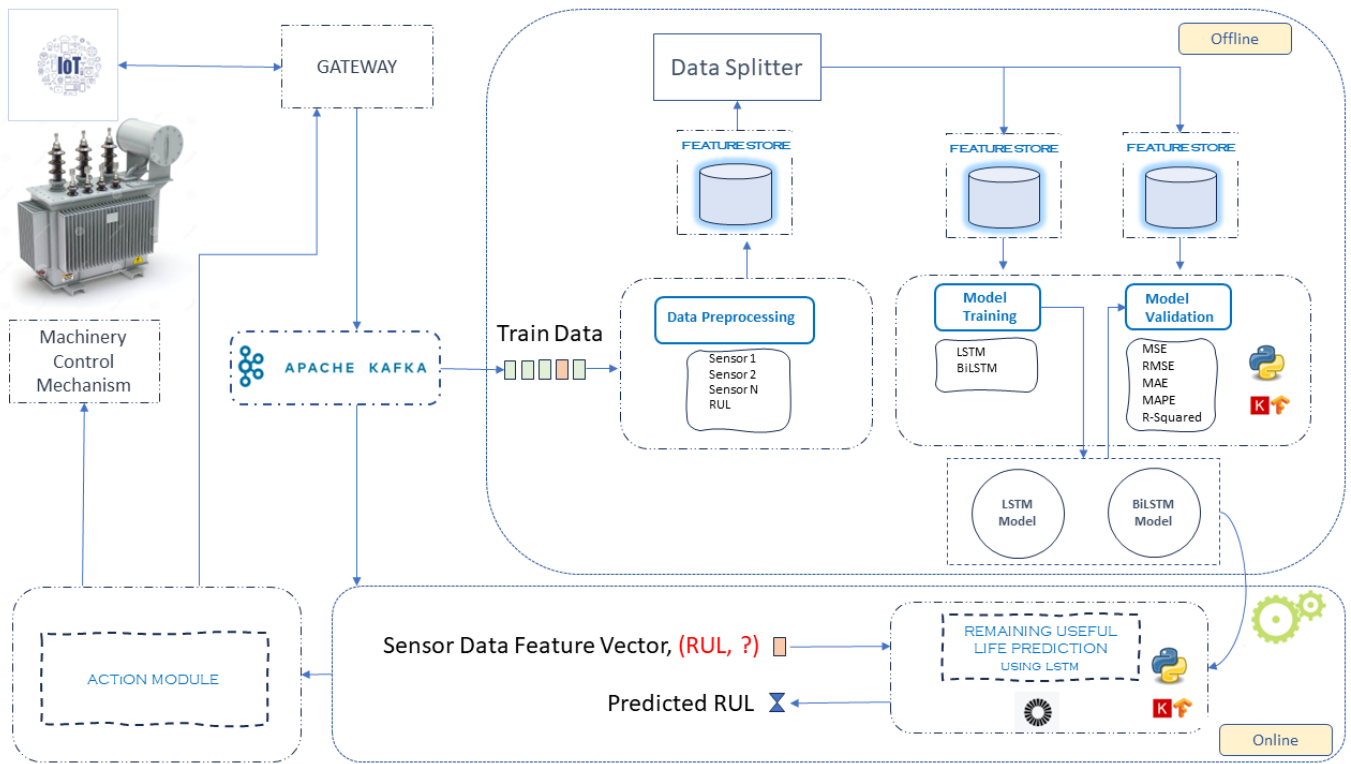 IoT
GATEWAY
Offline
Data Splitter
FEATURE STORE
FEATURE STORE
FEATURE STORE
Machinery
Control
Mechanism
APACHE KAFKA
Train Data
Data Preprocessing
Sensor 1
Sensor 2
Sensor N
RUL
Model
Training
LSTM
BiLSTM
Model
Validation
MSE
RMSE
MAE
MAPE
R-Squared
K
LSTM
Model
BiLSTM
Model
ACTION MODULE
Sensor Data Feature Vector, (RUL, ?)
Predicted RUL
REMAINING USEFUL
LIFE PREDICTION
USING LSTM
K
Online